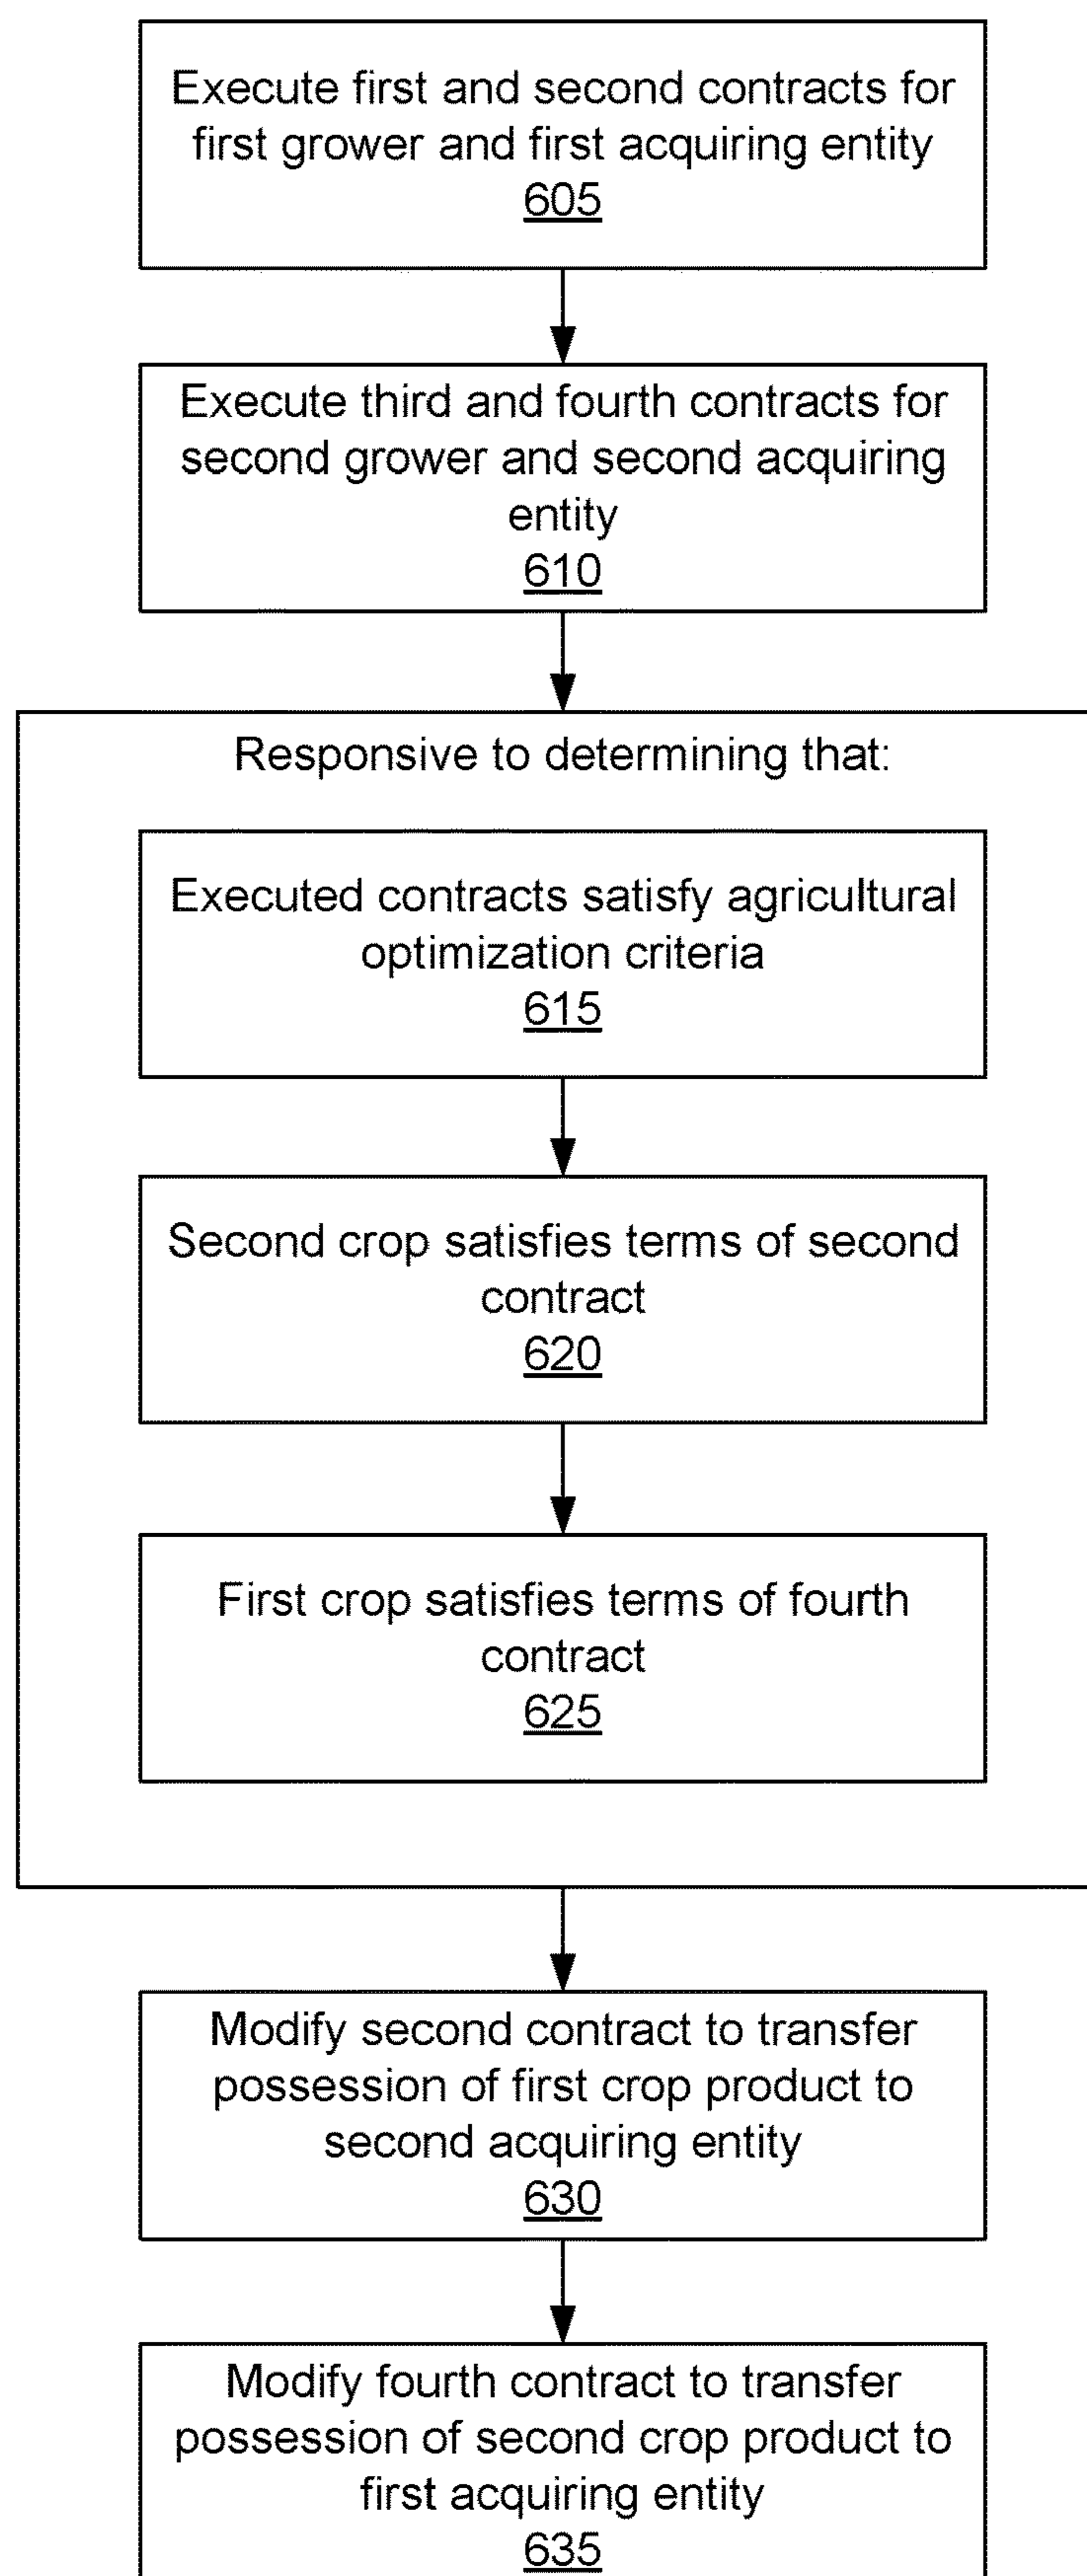 Execute first and second contracts for
first grower and first acquiring entity
605
Execute third and fourth contracts for
second grower and second acquiring
entity
610
Responsive to determining that:
Executed contracts satisfy agricultural
optimization criteria
615
Second crop satisfies terms of second
contract
620
First crop satisfies terms of fourth
contract
625
Modify second contract to transfer
possession of first crop product to
second acquiring entity
630
Modify fourth contract to transfer
possession of second crop product to
first acquiring entity
635